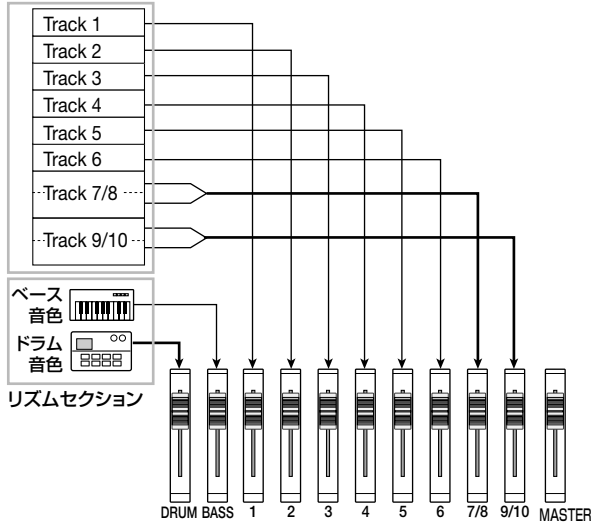 Track 1
Track 2
Track 3
Track 4
Track 5
Track 6
Track 7/8
Track 9/10
ベース
音色
ドラム
音色
リズムセクション
DRUM BASS 1 2 3 4 5 6 7/8 9/10 MASTER